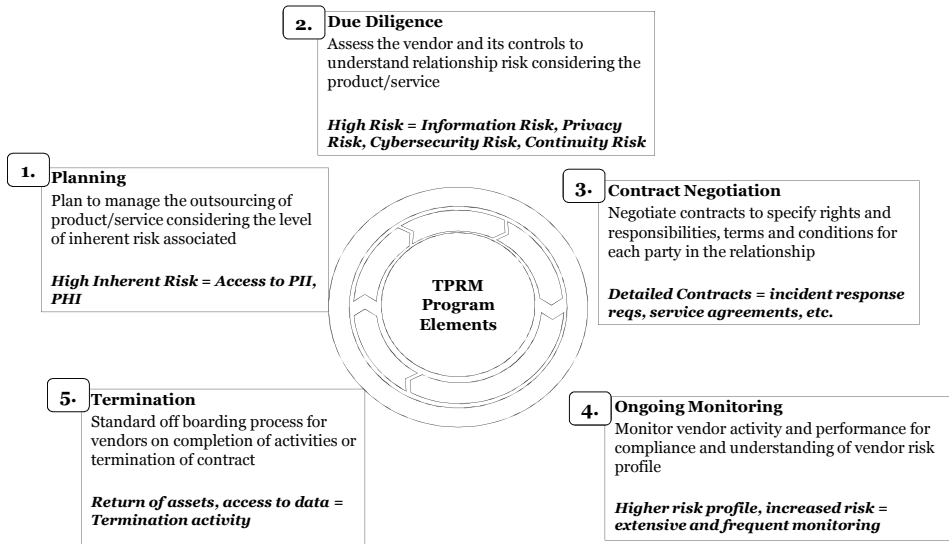 1.
Planning
Plan to manage the outsourcing of
product/service considering the level
of inherent risk associated
High Inherent Risk = Access to PII,
PHI
2.
Due Diligence
Assess the vendor and its controls to
understand relationship risk considering the
product/service
High Risk = Information Risk, Privacy
Risk, Cybersecurity Risk, Continuity Risk
3.
Contract Negotiation
Negotiate contracts to specify rights and
responsibilities, terms and conditions for
each party in the relationship
Detailed Contracts = incident response
reqs, service agreements, etc.
TPRM
Program
Elements
4.
Ongoing Monitoring
Monitor vendor activity and performance for
compliance and understanding of vendor risk
profile
Higher risk profile, increased risk =
extensive and frequent monitoring
5.
Termination
Standard off boarding process for
vendors on completion of activities or
termination of contract
Return of assets, access to data =
Termination activity